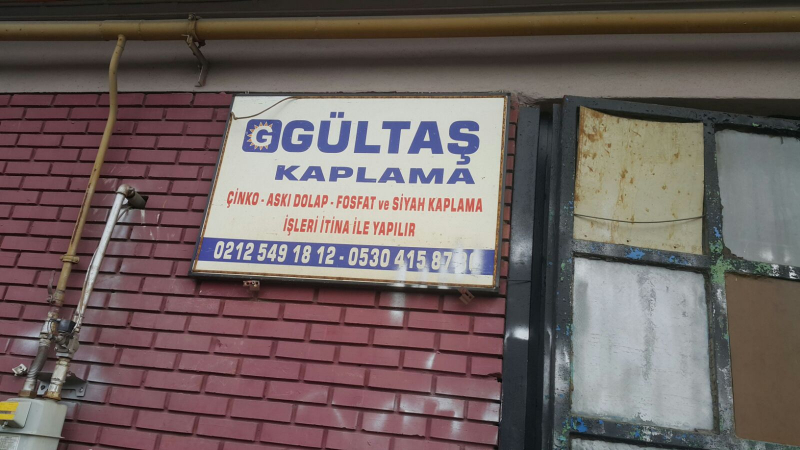 G GÜLTAŞ
KAPLAMA
ÇİNKO - ASKI DOLAP - FOSFAT ve SİYAH KAPLAMA
İŞLERİ İTİNA İLE YAPILIR
0212 549 18 12 - 0530 415